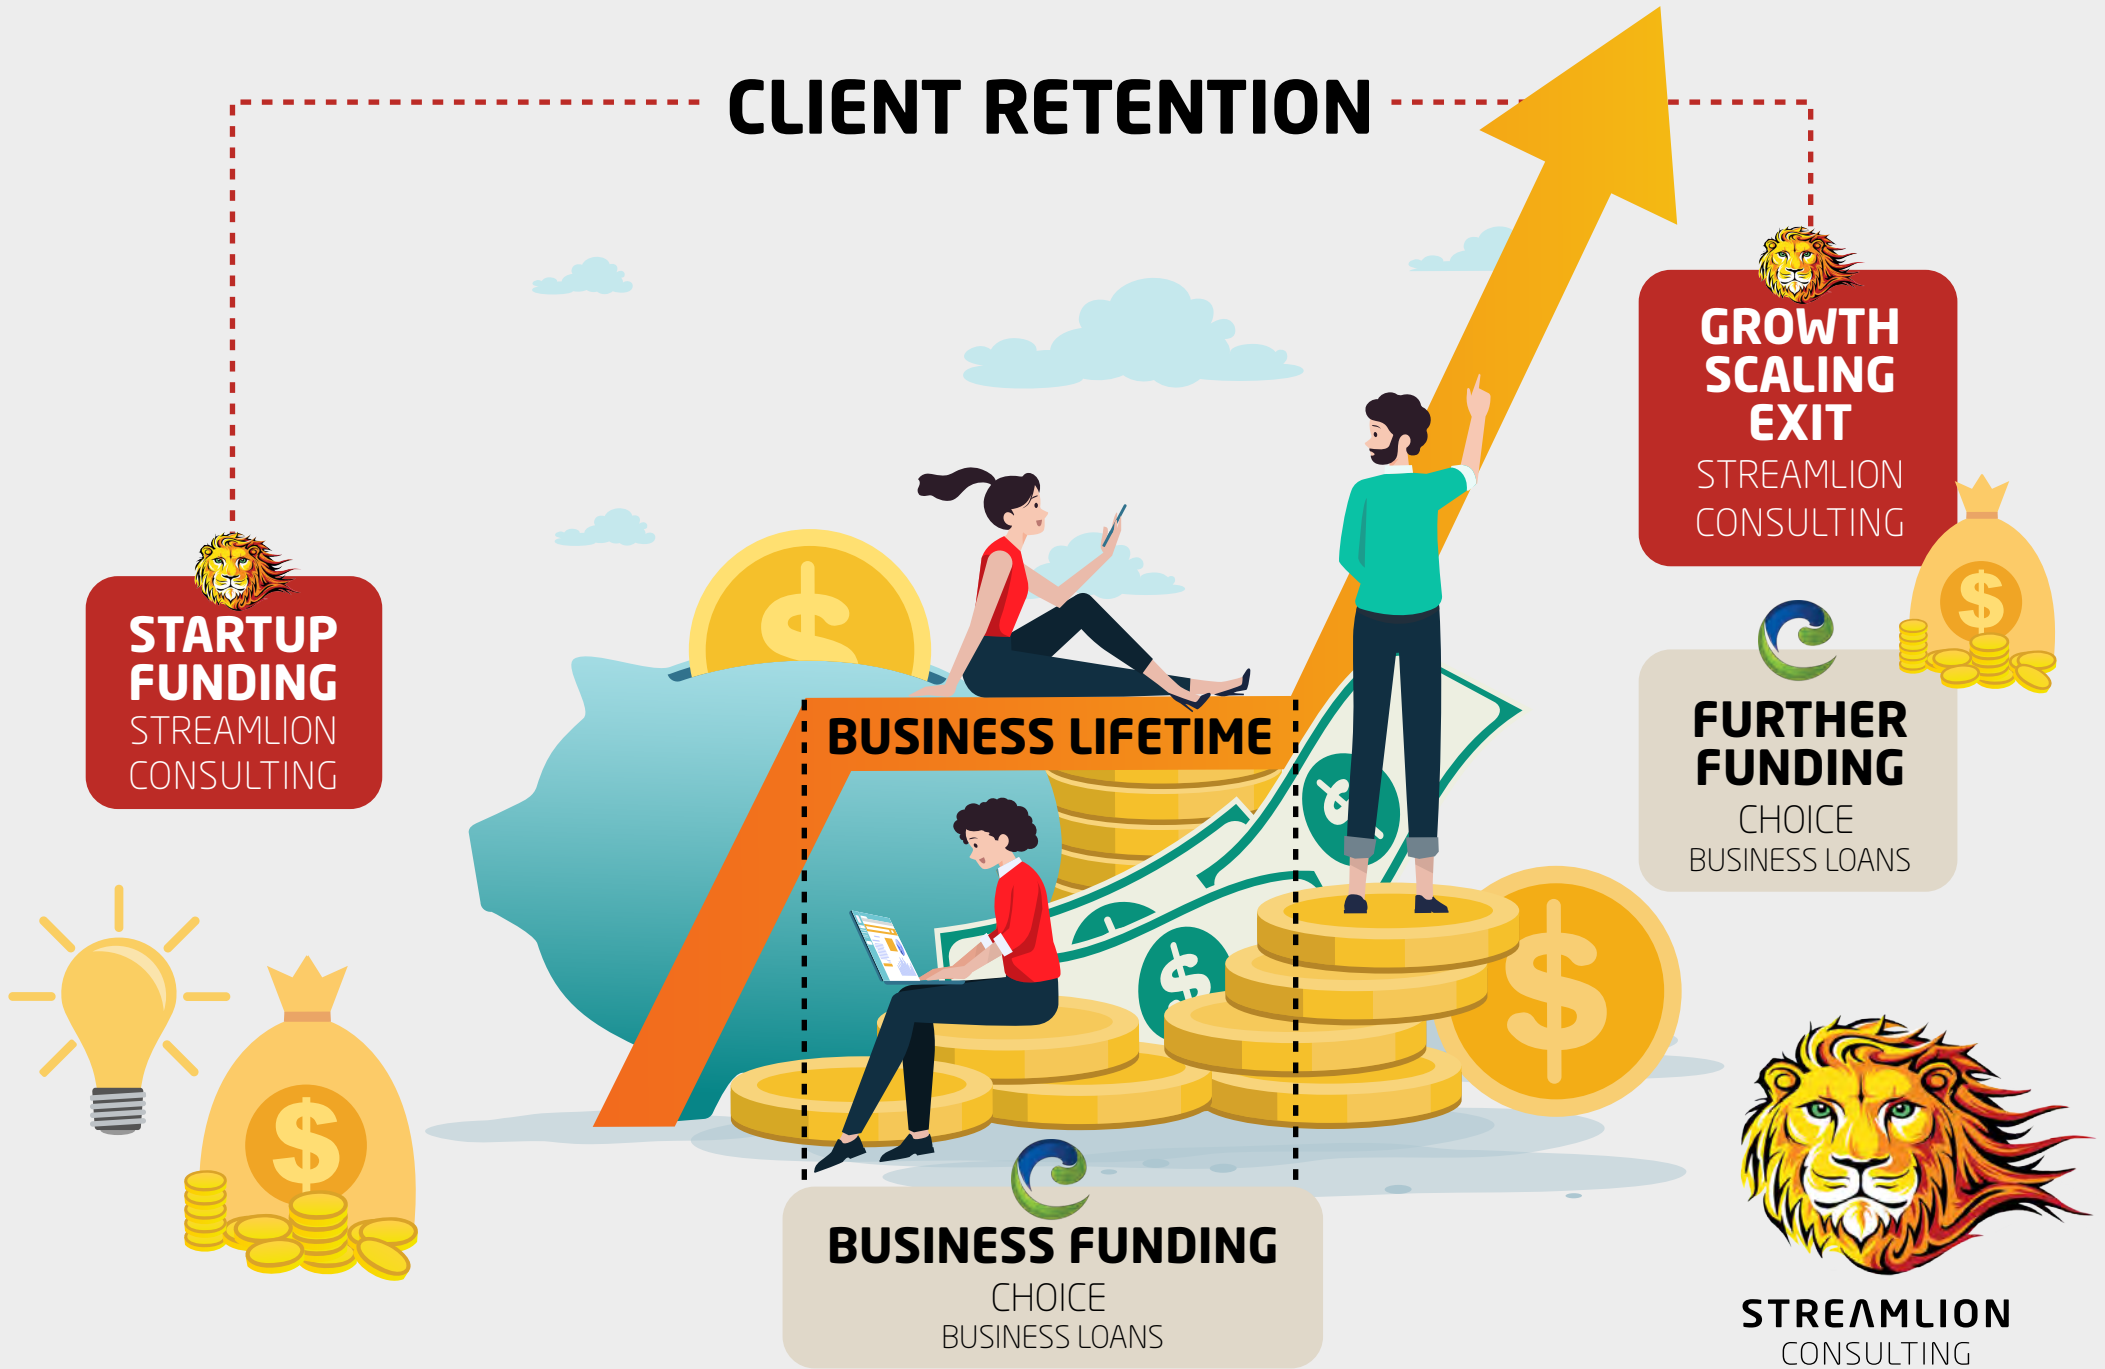 CLIENT RETENTION
GROWTH
SCALING
EXIT
STREAMLION
CONSULTING
STARTUP
FUNDING
STREAMLION
CONSULTING
BUSINESS LIFETIME
FURTHER
FUNDING
CHOICE
BUSINESS LOANS
$
$
$
$
$
$
BUSINESS FUNDING
CHOICE
BUSINESS LOANS
STREAMLION
CONSULTING